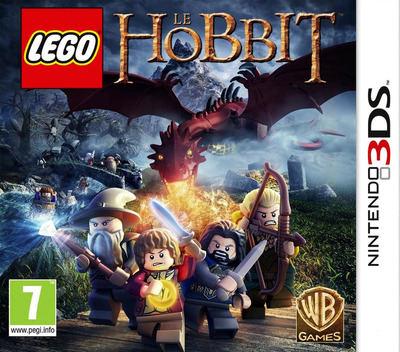 LEGO
LE
HOBBIT
NINTENDO 3DS
7
www.pegi.info
WB
GAMES